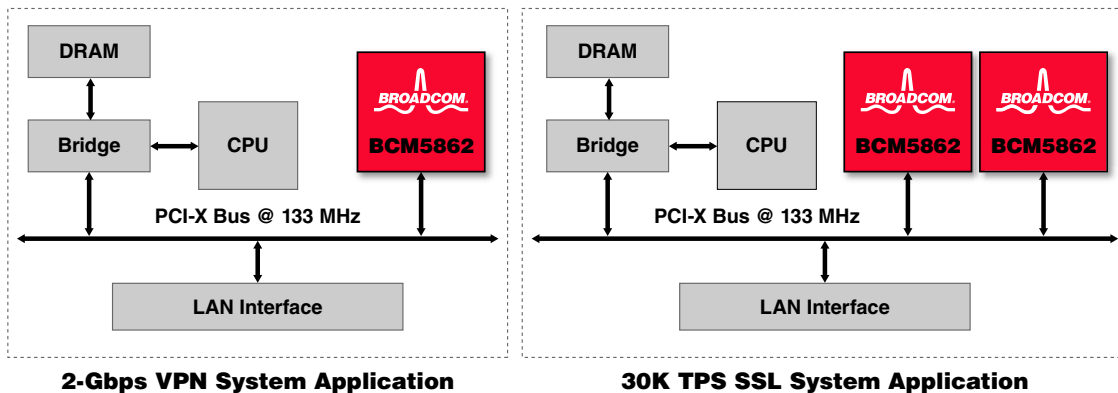 DRAM
BROADCOM®
Bridge
CPU
BCM5862
PCI-X Bus @ 133 MHz
LAN Interface
2-Gbps VPN System Application
DRAM
BROADCOM®
BROADCOM®
Bridge
CPU
BCM5862
BCM5862
PCI-X Bus @ 133 MHz
LAN Interface
30K TPS SSL System Application